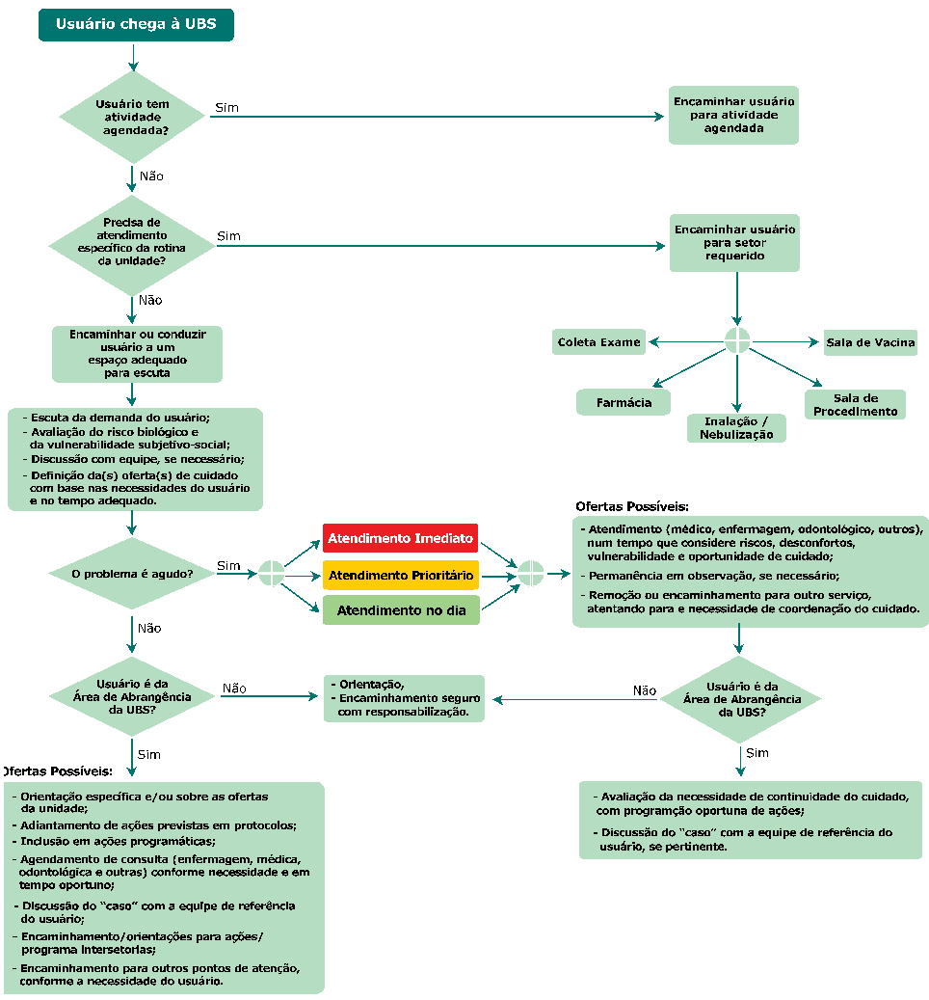 Usuário chega à UBS
Usuário tem
atividade
agendada?
Sim
Encaminhar usuário
para atividade
agendada
Não
Precisa de
atendimento
específico da rotina
da unidade?
Sim
Encaminhar usuário
para setor
requerido
Não
Encaminhar ou conduzir
usuário a um
espaço adequado
para escuta
Coleta Exame
Sala de Vacina
Farmácia
Sala de
Procedimento
Inalação /
Nebulização
- Escuta da demanda do usuário;
- Avaliação do risco biológico e
da vulnerabilidade subjetivo-social;
- Discussão com equipe, se necessário;
- Definição da(s) oferta(s) de cuidado
com base nas necessidades do usuário
e no tempo adequado.
O problema é agudo?
Sim
Atendimento Imediato
Atendimento Prioritário
Atendimento no dia
Ofertas Possíveis:
- Atendimento (médico, enfermagem, odontológico, outros),
num tempo que considere riscos, desconfortos,
vulnerabilidade e oportunidade de cuidado;
- Permanência em observação, se necessário;
- Remoção ou encaminhamento para outro serviço,
atentando para e necessidade de coordenação do cuidado.
Não
Usuário é da
Área de Abrangência
da UBS?
Não
- Orientação,
- Encaminhamento seguro
com responsabilização.
Não
Usuário é da
Área de Abrangência
da UBS?
Sim
Sim
Ofertas Possíveis:
- Orientação específica e/ou sobre as ofertas
da unidade;
- Adiantamento de ações previstas em protocolos;
- Inclusão em ações programáticas;
- Agendamento de consulta (enfermagem, médica,
odontológica e outras) conforme necessidade e em
tempo oportuno;
- Discussão do “caso” com a equipe de referência
do usuário;
- Encaminhamento/orientações para ações/
programa intersetorias;
- Encaminhamento para outros pontos de atenção,
conforme a necessidade do usuário.
- Avaliação da necessidade de continuidade do cuidado,
com programção oportuna de ações;
- Discussão do “caso” com a equipe de referência do
usuário, se pertinente.